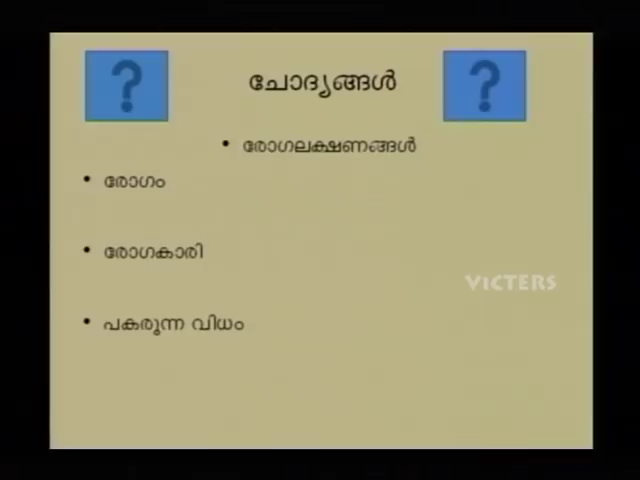 ? ചോദ്യങ്ങൾ ?
• രോഗലക്ഷണങ്ങൾ
• രോഗം
• രോഗകാരി
VICTERS
• പകരുന്ന വിധം